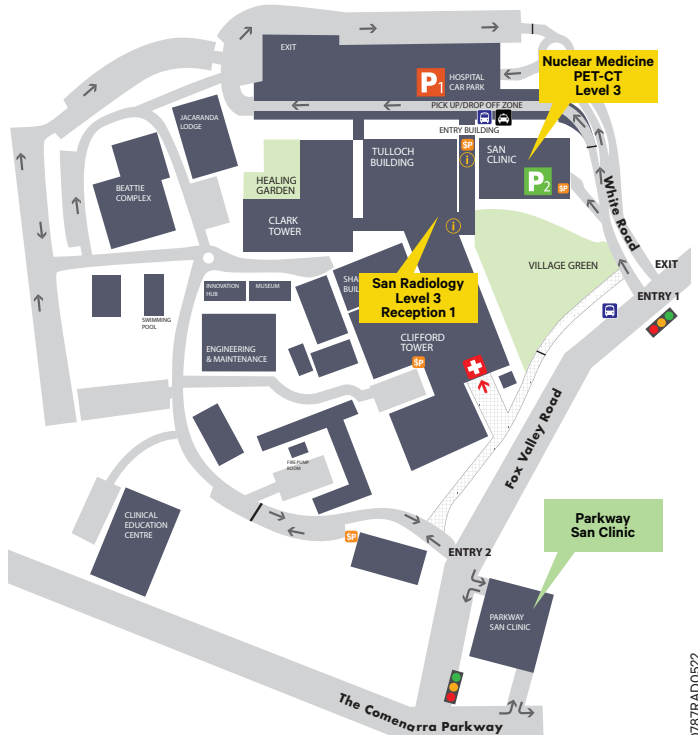 EXIT
Nuclear Medicine
PET-CT
Level 3
P1
HOSPITAL
CAR PARK
PICK UP/DROP OFF ZONE
JACARANDA
LODGE
ENTRY BUILDING
$P
i
TULLOCH
BUILDING
SAN
CLINIC
P2
$P
HEALING
GARDEN
BEATTIE
COMPLEX
CLARK
TOWER
White Road
i
VILLAGE GREEN
EXIT
ENTRY 1
San Radiology
Level 3
Reception 1
INNOVATION
HUB
MUSEUM
SWIMMING
POOL
ENGINEERING
& MAINTENANCE
CLIFFORD
TOWER
$P
Fox Valley Road
FIRE PUMP
ROOM
CLINICAL
EDUCATION
CENTRE
$P
ENTRY 2
Parkway
San Clinic
PARKWAY
SAN CLINIC
The Comenarra Parkway
0787RAD0522